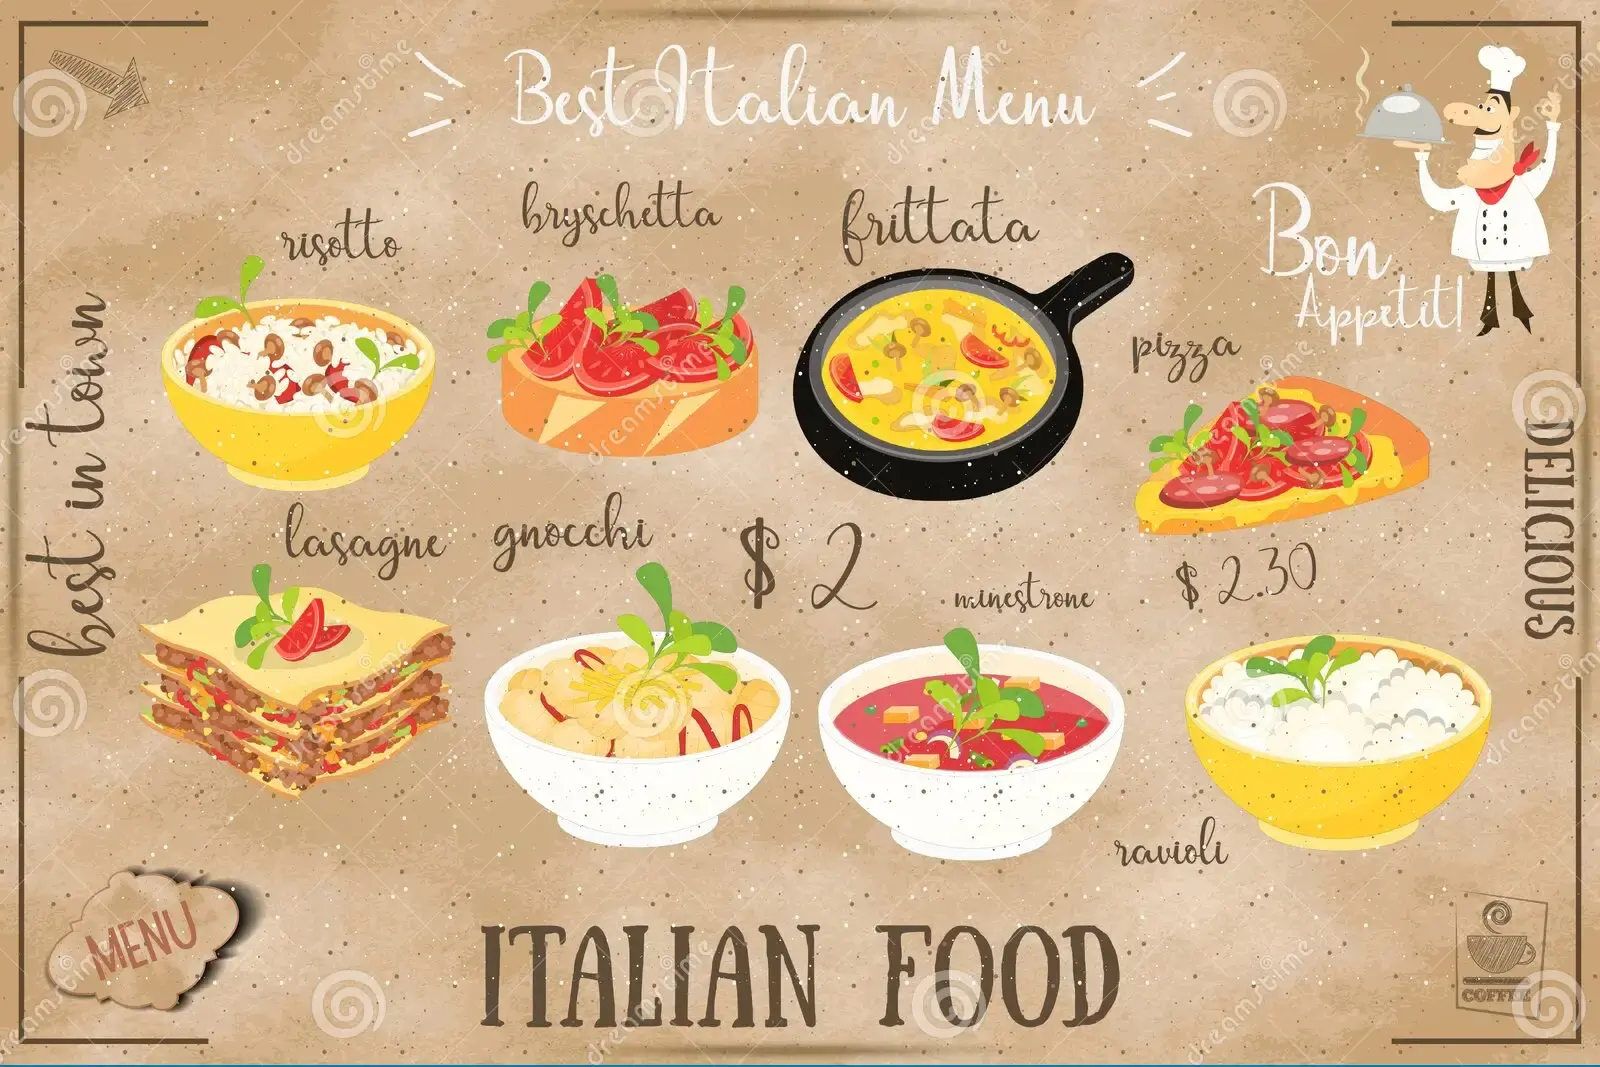 Best Italian Menu
risotto
bryschetta
frittata
Bon
Appetit!
pizza
best in town
DELICIOUS
lasagne
gnocchi
$ 2
minestrone
$ 2.30
ravioli
MENU
ITALIAN FOOD
COFFEE
dreamstime